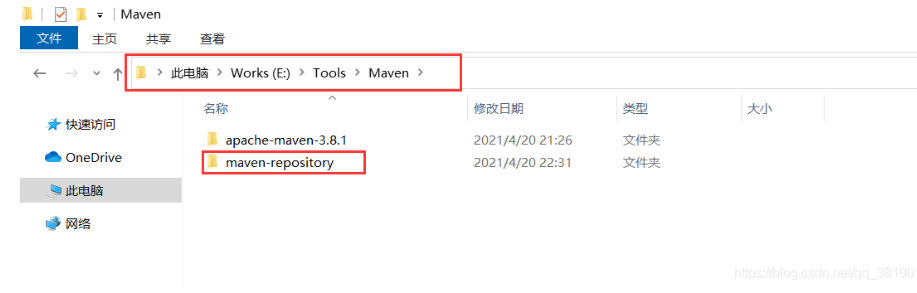 Maven
文件 主页 共享 查看
此电脑 Works (E:) Tools Maven
名称 修改日期 类型 大小
快速访问
apache-maven-3.8.1 2021/4/20 21:26 文件夹
OneDrive
maven-repository 2021/4/20 22:31 文件夹
此电脑
网络
https://blog.csdn.net/qq_381901